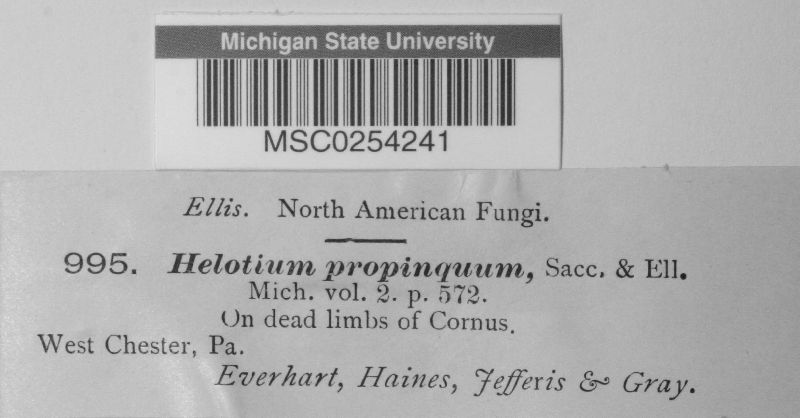 Michigan State University
MSC0254241
Ellis. North American Fungi.
995. Helotium propinquum, Sacc. & Ell.
Mich. vol. 2. p. 572.
On dead limbs of Cornus.
West Chester, Pa.
Everhart, Haines, Jefferis & Gray.